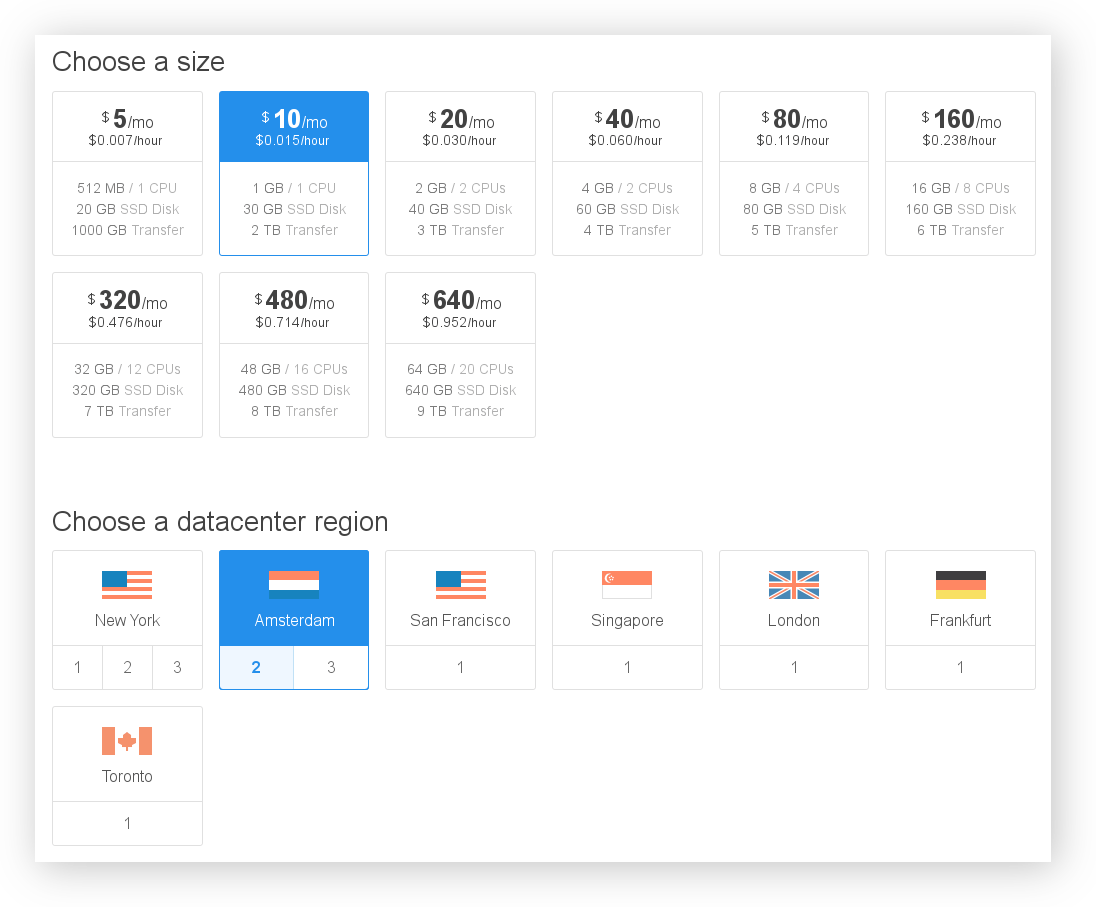 Choose a size
$ 5/mo
$0.007/hour
512 MB / 1 CPU
20 GB SSD Disk
1000 GB Transfer
$ 10/mo
$0.015/hour
1 GB / 1 CPU
30 GB SSD Disk
2 TB Transfer
$ 20/mo
$0.030/hour
2 GB / 2 CPUs
40 GB SSD Disk
3 TB Transfer
$ 40/mo
$0.060/hour
4 GB / 2 CPUs
60 GB SSD Disk
4 TB Transfer
$ 80/mo
$0.119/hour
8 GB / 4 CPUs
80 GB SSD Disk
5 TB Transfer
$ 160/mo
$0.238/hour
16 GB / 8 CPUs
160 GB SSD Disk
6 TB Transfer
$ 320/mo
$0.476/hour
32 GB / 12 CPUs
320 GB SSD Disk
7 TB Transfer
$ 480/mo
$0.714/hour
48 GB / 16 CPUs
480 GB SSD Disk
8 TB Transfer
$ 640/mo
$0.952/hour
64 GB / 20 CPUs
640 GB SSD Disk
9 TB Transfer
Choose a datacenter region
New York
1 2 3
Amsterdam
2 3
San Francisco
1
Singapore
1
London
1
Frankfurt
1
Toronto
1